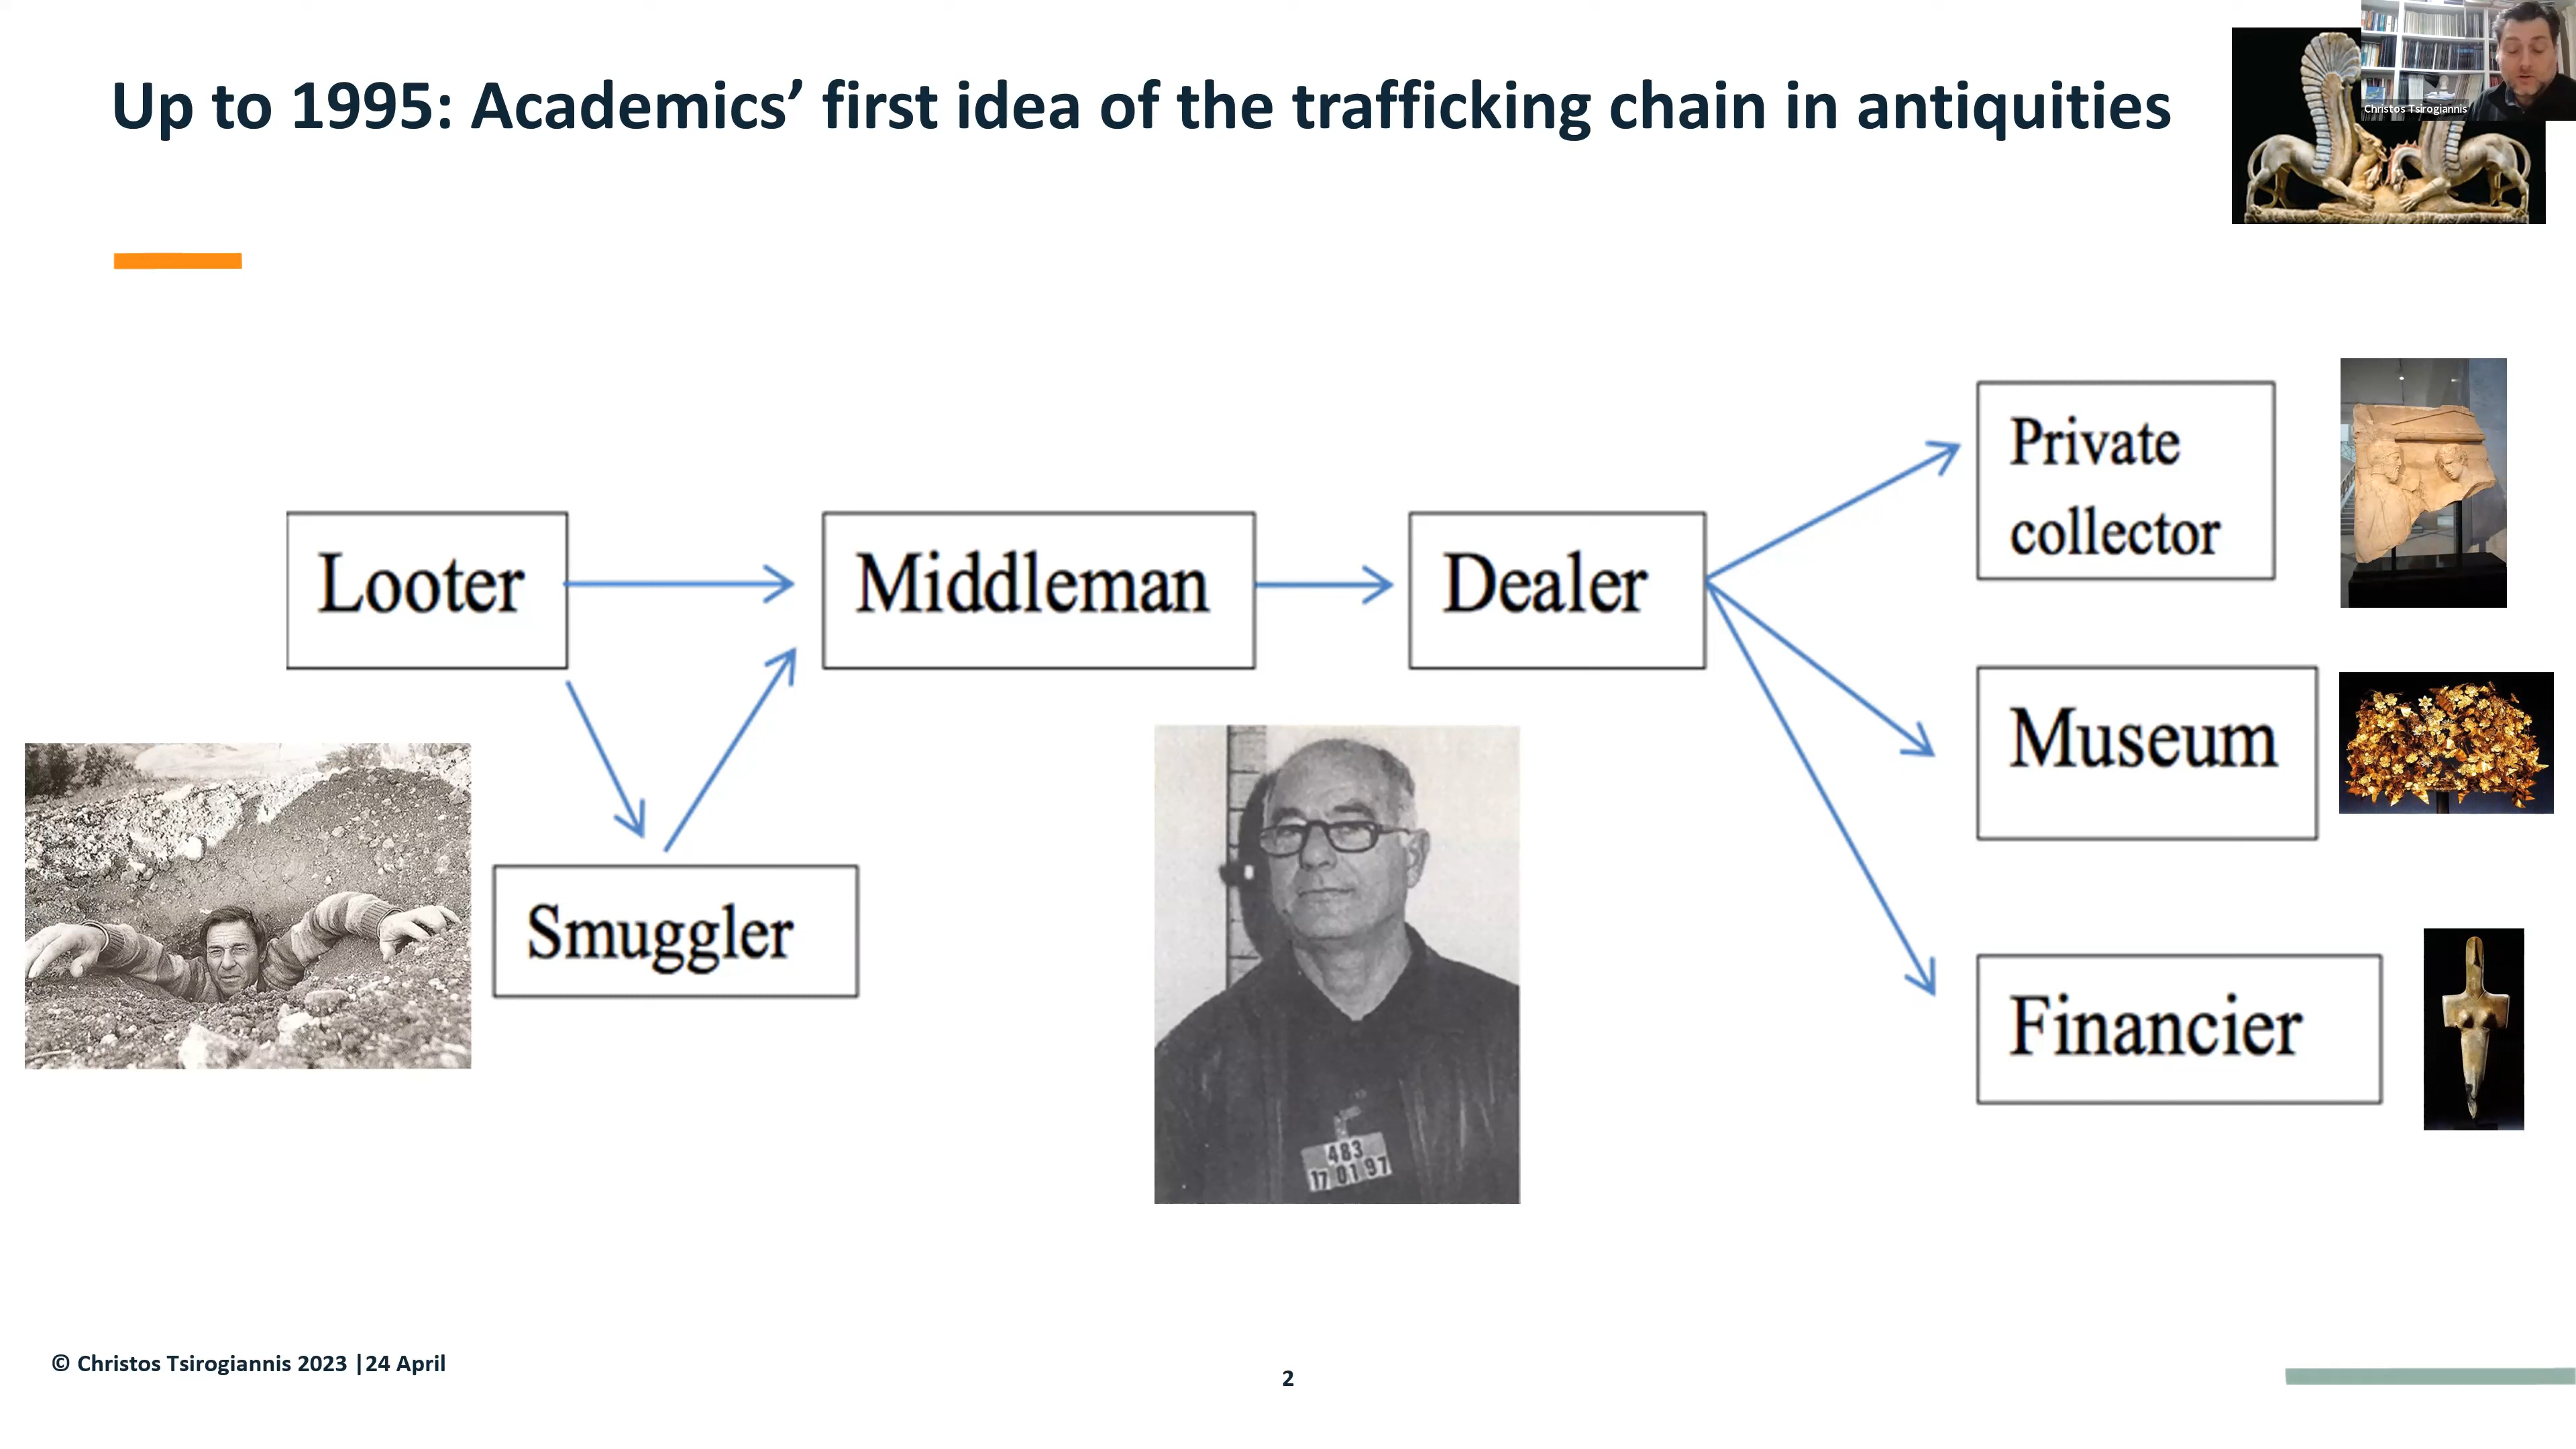 Up to 1995: Academics’ first idea of the trafficking chain in antiquities
Christos Tsirogiannis
Looter
Middleman
Dealer
Private
collector
Museum
Smuggler
Financier
483
17 01 97
© Christos Tsirogiannis 2023 |24 April
2